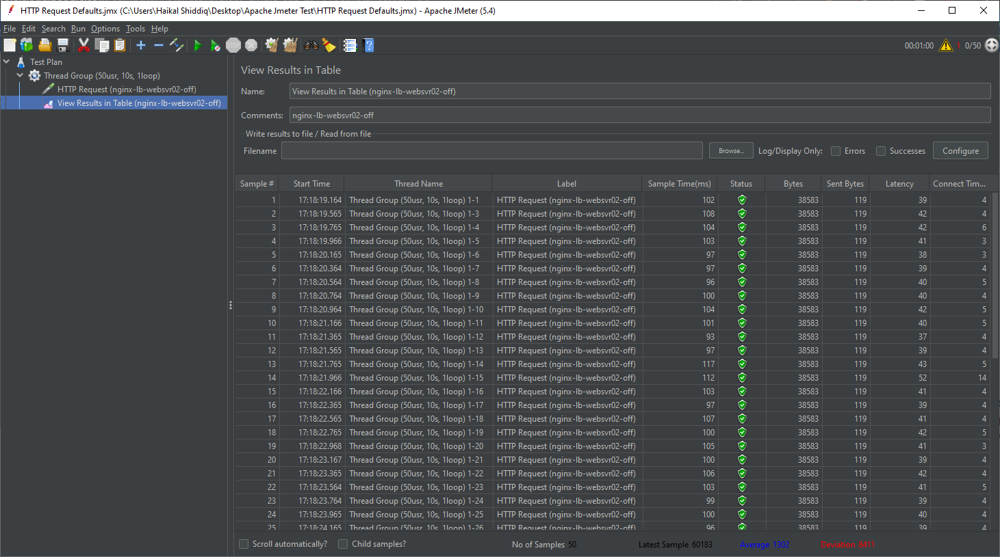 HTTP Request Defaults.jmx (C:\Users\Haikal Shiddiq\Desktop\Apache Jmeter Test\HTTP Request Defaults.jmx) - Apache JMeter (5.4)
File Edit Search Run Options Tools Help
00:01:00 1 0/50
Test Plan
Thread Group (50usr, 10s, 1loop)
HTTP Request (nginx-lb-websvr02-off)
View Results in Table (nginx-lb-websvr02-off)
View Results in Table
Name: View Results in Table (nginx-lb-websvr02-off)
Comments: nginx-lb-websvr02-off
Write results to file / Read from file
Filename Browse... Log/Display Only: Errors Successes Configure
Sample # Start Time Thread Name Label Sample Time(ms) Status Bytes Sent Bytes Latency Connect Tim...
1 17:18:19.164 Thread Group (50usr, 10s, 1loop) 1-1 HTTP Request (nginx-lb-websvr02-off) 102 38583 119 39 4
2 17:18:19.565 Thread Group (50usr, 10s, 1loop) 1-3 HTTP Request (nginx-lb-websvr02-off) 108 38583 119 42 4
3 17:18:19.765 Thread Group (50usr, 10s, 1loop) 1-4 HTTP Request (nginx-lb-websvr02-off) 104 38583 119 42 6
4 17:18:19.966 Thread Group (50usr, 10s, 1loop) 1-5 HTTP Request (nginx-lb-websvr02-off) 103 38583 119 41 3
5 17:18:20.165 Thread Group (50usr, 10s, 1loop) 1-6 HTTP Request (nginx-lb-websvr02-off) 97 38583 119 38 3
6 17:18:20.364 Thread Group (50usr, 10s, 1loop) 1-7 HTTP Request (nginx-lb-websvr02-off) 97 38583 119 39 4
7 17:18:20.564 Thread Group (50usr, 10s, 1loop) 1-8 HTTP Request (nginx-lb-websvr02-off) 96 38583 119 40 5
8 17:18:20.764 Thread Group (50usr, 10s, 1loop) 1-9 HTTP Request (nginx-lb-websvr02-off) 100 38583 119 40 4
9 17:18:20.964 Thread Group (50usr, 10s, 1loop) 1-10 HTTP Request (nginx-lb-websvr02-off) 104 38583 119 42 5
10 17:18:21.166 Thread Group (50usr, 10s, 1loop) 1-11 HTTP Request (nginx-lb-websvr02-off) 101 38583 119 40 5
11 17:18:21.365 Thread Group (50usr, 10s, 1loop) 1-12 HTTP Request (nginx-lb-websvr02-off) 93 38583 119 37 4
12 17:18:21.565 Thread Group (50usr, 10s, 1loop) 1-13 HTTP Request (nginx-lb-websvr02-off) 97 38583 119 39 4
13 17:18:21.765 Thread Group (50usr, 10s, 1loop) 1-14 HTTP Request (nginx-lb-websvr02-off) 117 38583 119 43 5
14 17:18:21.966 Thread Group (50usr, 10s, 1loop) 1-15 HTTP Request (nginx-lb-websvr02-off) 112 38583 119 52 14
15 17:18:22.166 Thread Group (50usr, 10s, 1loop) 1-16 HTTP Request (nginx-lb-websvr02-off) 103 38583 119 41 4
16 17:18:22.365 Thread Group (50usr, 10s, 1loop) 1-17 HTTP Request (nginx-lb-websvr02-off) 97 38583 119 39 4
17 17:18:22.565 Thread Group (50usr, 10s, 1loop) 1-18 HTTP Request (nginx-lb-websvr02-off) 107 38583 119 41 4
18 17:18:22.765 Thread Group (50usr, 10s, 1loop) 1-19 HTTP Request (nginx-lb-websvr02-off) 100 38583 119 42 5
19 17:18:22.968 Thread Group (50usr, 10s, 1loop) 1-20 HTTP Request (nginx-lb-websvr02-off) 105 38583 119 41 3
20 17:18:23.167 Thread Group (50usr, 10s, 1loop) 1-21 HTTP Request (nginx-lb-websvr02-off) 100 38583 119 39 4
21 17:18:23.365 Thread Group (50usr, 10s, 1loop) 1-22 HTTP Request (nginx-lb-websvr02-off) 106 38583 119 42 4
22 17:18:23.564 Thread Group (50usr, 10s, 1loop) 1-23 HTTP Request (nginx-lb-websvr02-off) 103 38583 119 41 5
23 17:18:23.764 Thread Group (50usr, 10s, 1loop) 1-24 HTTP Request (nginx-lb-websvr02-off) 99 38583 119 39 4
24 17:18:23.965 Thread Group (50usr, 10s, 1loop) 1-25 HTTP Request (nginx-lb-websvr02-off) 100 38583 119 40 4
25 17:18:24.165 Thread Group (50usr, 10s, 1loop) 1-26 HTTP Request (nginx-lb-websvr02-off) 96 38583 119 39 4
Scroll automatically? Child samples? No of Samples 50 Latest Sample 60183 Average 1302 Deviation 8411